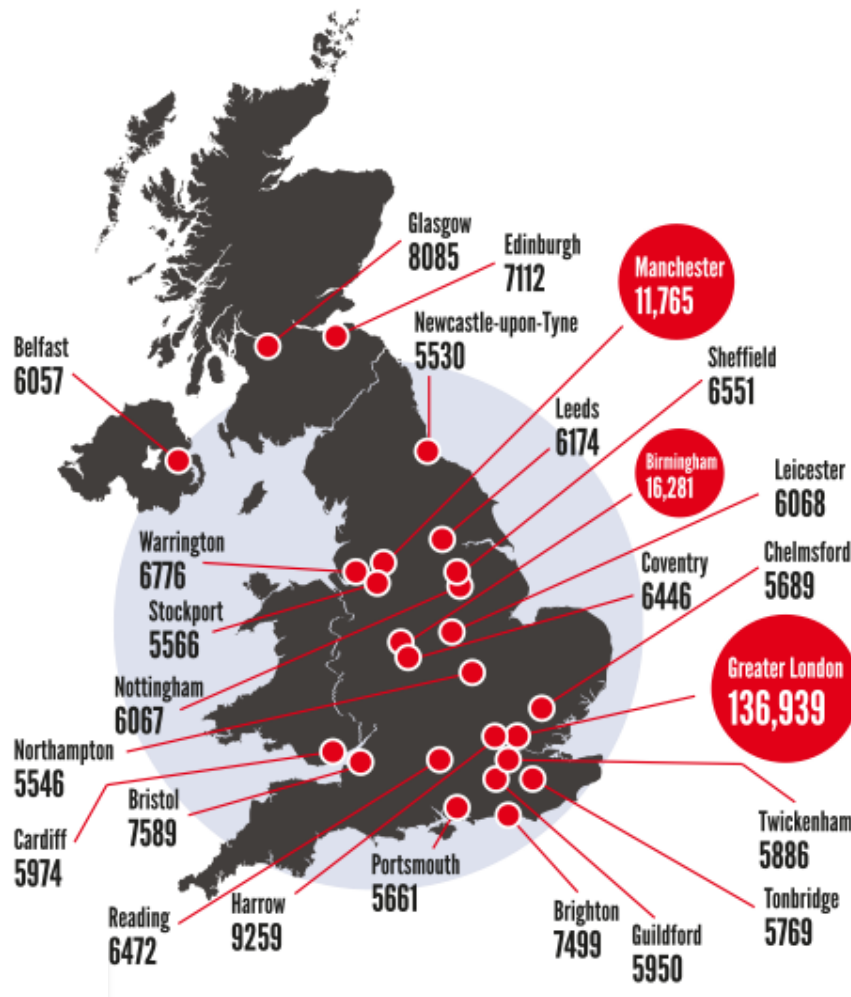 Glasgow
8085
Edinburgh
7112
Manchester
11,765
Newcastle-upon-Tyne
5530
Belfast
6057
Sheffield
6551
Leeds
6174
Birmingham
16,281
Leicester
6068
Warrington
6776
Coventry
6446
Chelmsford
5689
Stockport
5566
Greater London
136,939
Nottingham
6067
Northampton
5546
Bristol
7589
Cardiff
5974
Twickenham
5886
Portsmouth
5661
Tonbridge
5769
Harrow
9259
Reading
6472
Brighton
7499
Guildford
5950